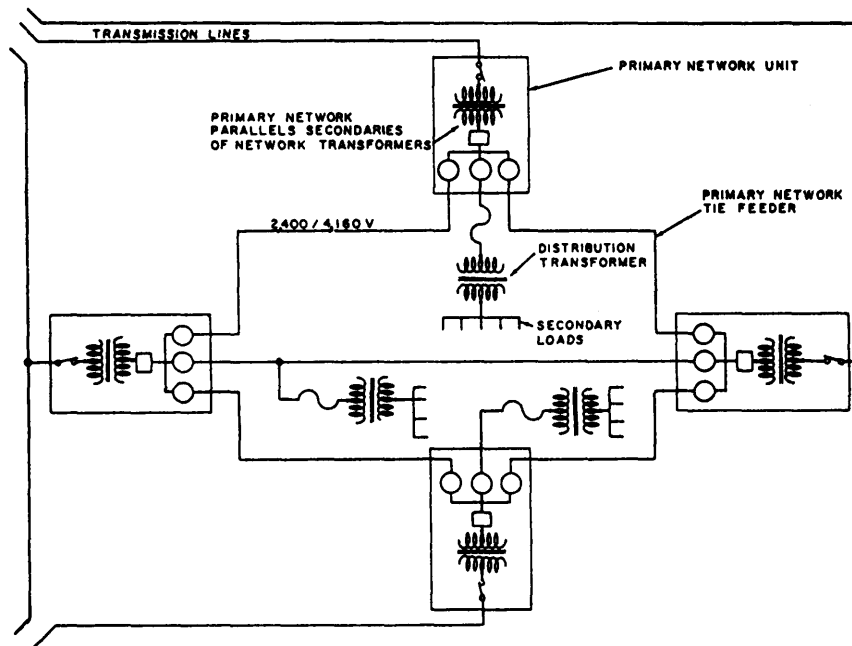 TRANSMISSION LINES
PRIMARY NETWORK UNIT
PRIMARY NETWORK
PARALLELS SECONDARIES
OF NETWORK TRANSFORMERS
PRIMARY NETWORK
TIE FEEDER
2,400 / 4,160 V
DISTRIBUTION
TRANSFORMER
SECONDARY
LOADS